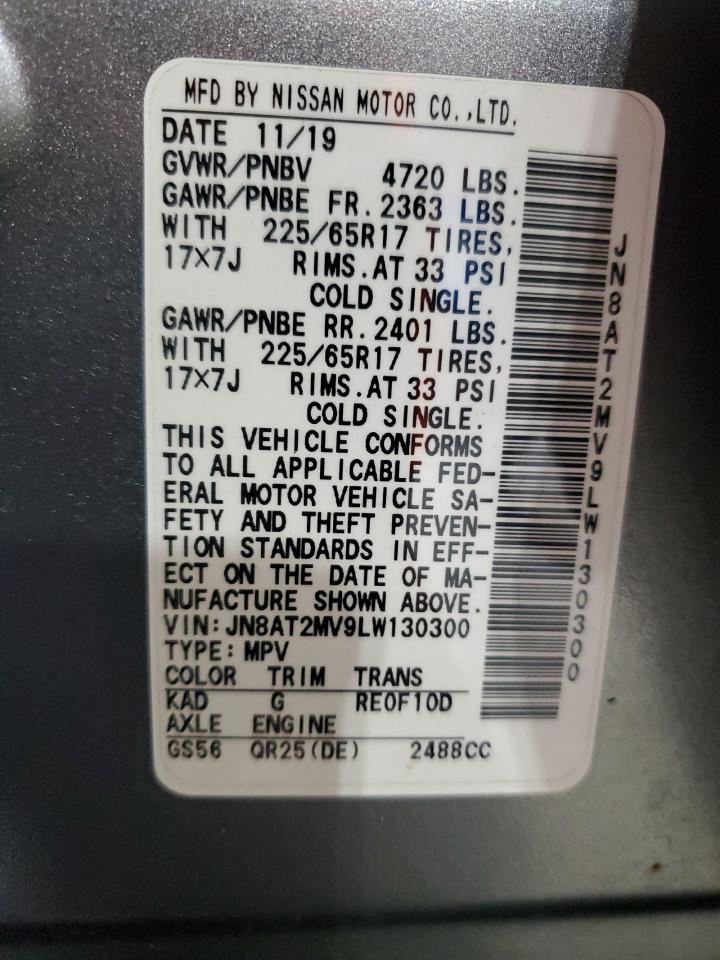 MFD BY NISSAN MOTOR CO.,LTD.
DATE 11/19
GVWR/PNBV 4720 LBS.
GAWR/PNBE FR.2363 LBS.
WITH 225/65R17 TIRES,
17X7J RIMS.AT 33 PSI
COLD SINGLE.
GAWR/PNBE RR.2401 LBS.
WITH 225/65R17 TIRES,
17X7J RIMS.AT 33 PSI
COLD SINGLE.
THIS VEHICLE CONFORMS
TO ALL APPLICABLE FED-
ERAL MOTOR VEHICLE SA-
FETY AND THEFT PREVEN-
TION STANDARDS IN EFF-
ECT ON THE DATE OF MA-
NUFACTURE SHOWN ABOVE.
VIN:JN8AT2MV9LW130300
TYPE:MPV
COLOR TRIM TRANS
KAD G RE0F10D
AXLE ENGINE
GS56 QR25(DE) 2488CC
JN8AT2MV9LW130300